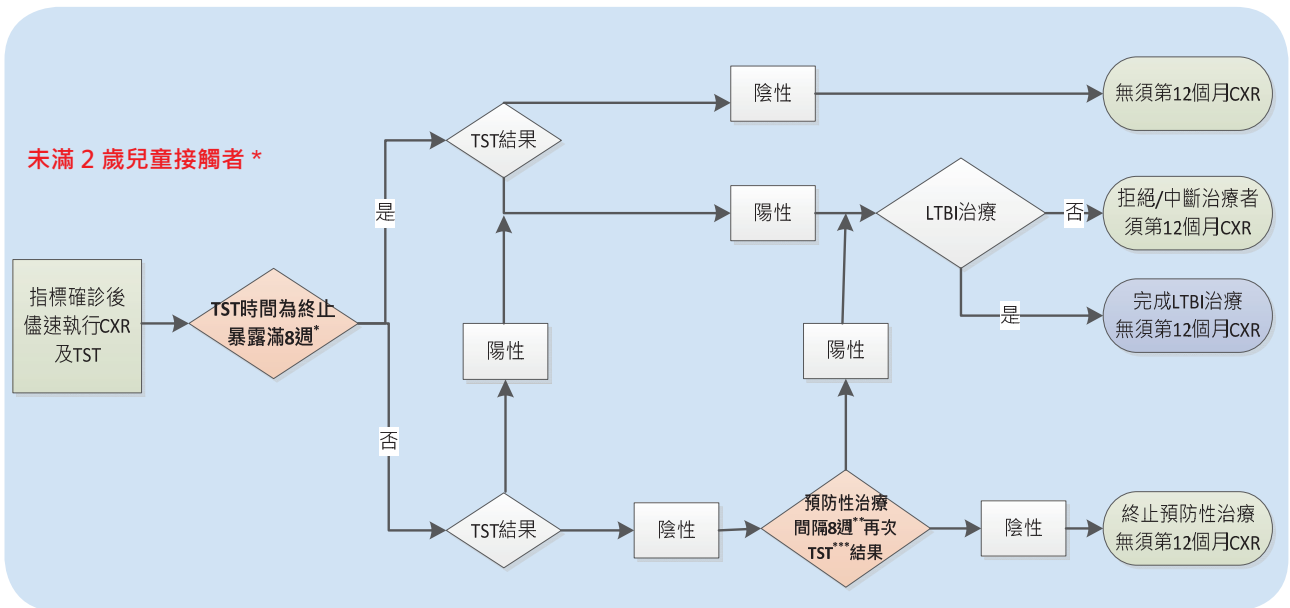 陰性
無須第12個月CXR
TST結果
未滿 2 歲兒童接觸者 *
陽性
LTBI治療
否
拒絕/中斷治療者
須第12個月CXR
是
指標確診後
儘速執行CXR
及TST
TST時間為終止
暴露滿8週*
是
完成LTBI治療
無須第12個月CXR
陽性
陽性
否
TST結果
陰性
預防性治療
間隔8週**再次
TST***結果
陰性
終止預防性治療
無須第12個月CXR